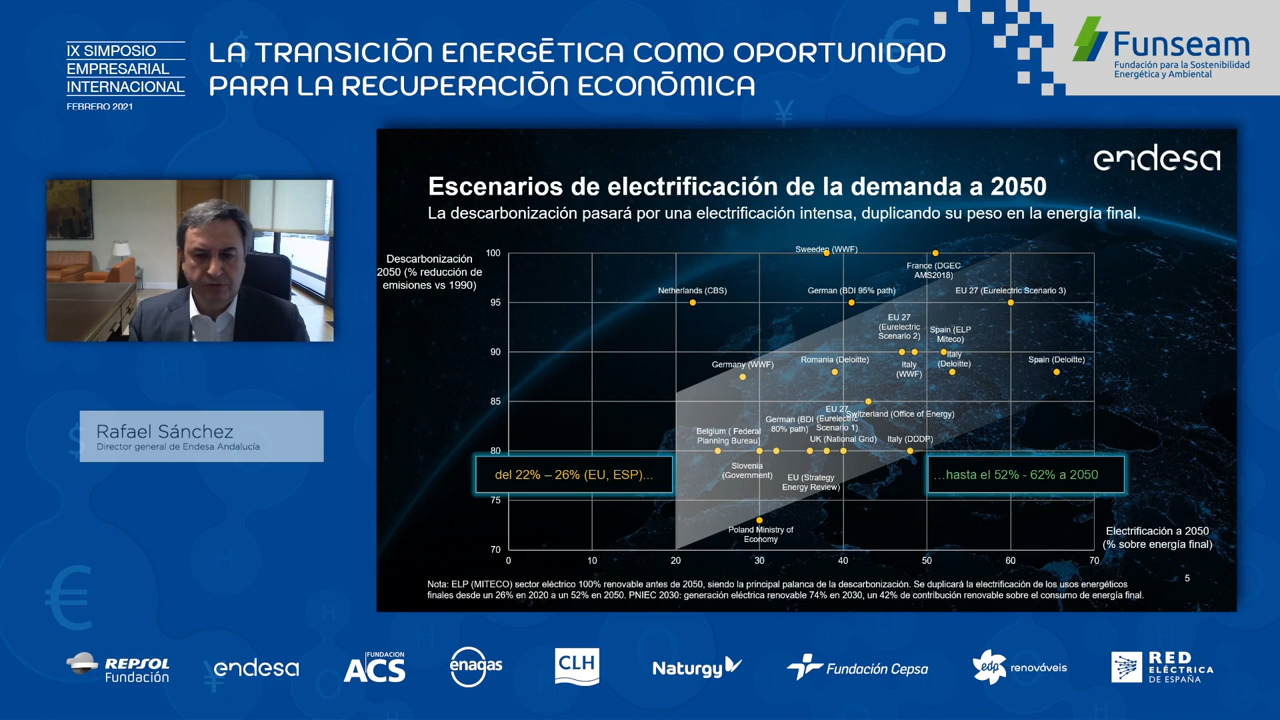 IX SIMPOSIO
EMPRESARIAL
INTERNACIONAL
FEBRERO 2021
LA TRANSICIÓN ENERGÉTICA COMO OPORTUNIDAD
PARA LA RECUPERACIÓN ECONÓMICA
Funseam
Fundación para la Sostenibilidad
Energética y Ambiental
endesa
Escenarios de electrificación de la demanda a 2050
La descarbonización pasará por una electrificación intensa, duplicando su peso en la energía final.
Descarbonización
2050 (% reducción de
emisiones vs 1990)
100
95
90
85
80
75
70
Sweeden (WWF)
France (DGEC
AMS2018)
Netherlands (CBS)
German (BDI 95% path)
EU 27 (Eurelectric Scenario 3)
EU 27
(Eurelectric
Scenario 2)
Spain (ELP
Miteco)
Germany (WWF)
Romania (Deloitte)
Italy
(WWF)
Italy
(Deloitte)
Spain (Deloitte)
EU 27
(Eurelectric
Scenario 1)
Switzerland (Office of Energy)
German (BDI
80% path)
Belgium ( Federal
Planning Bureau)
UK (National Grid)
Italy (DDDP)
Slovenia
(Government)
EU (Strategy
Energy Review)
Poland Ministry of
Economy
del 22% – 26% (EU, ESP)...
…hasta el 52% - 62% a 2050
0
10
20
30
40
50
60
70
Electrificación a 2050
(% sobre energía final)
5
Nota: ELP (MITECO) sector eléctrico 100% renovable antes de 2050, siendo la principal palanca de la descarbonización. Se duplicará la electrificación de los usos energéticos
finales desde un 26% en 2020 a un 52% en 2050. PNIEC 2030: generación eléctrica renovable 74% en 2030, un 42% de contribución renovable sobre el consumo de energía final.
Rafael Sánchez
Director general de Endesa Andalucía
REPSOL
Fundación
endesa
FUNDACION
ACS
enagas
CLH
Naturgy
Fundación Cepsa
edp
renováveis
RED
ELÉCTRICA
DE ESPAÑA